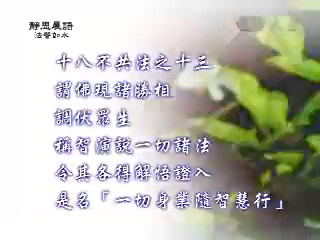 靜思晨語
法譬如水
十八不共法之十三
謂佛現諸勝相
調伏眾生
稱智演說一切諸法
令其各得解悟證入
是名「一切身業隨智慧行」